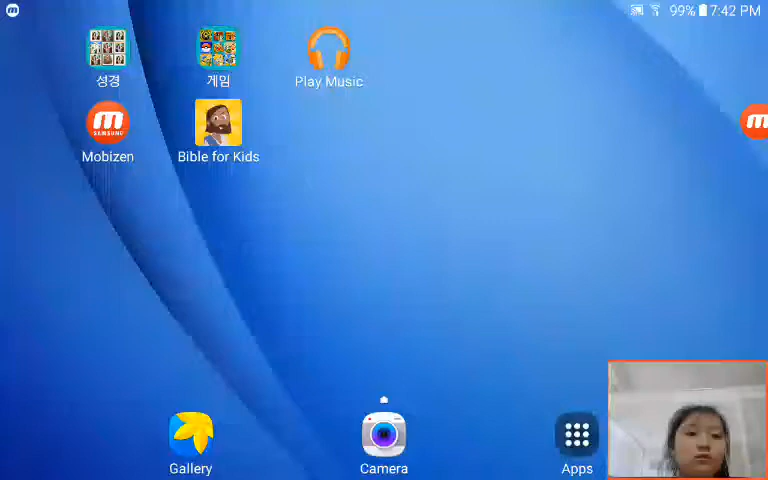 99% 7:42 PM
성경 게임 Play Music
SAMSUNG
Mobizen Bible for Kids
Gallery Camera Apps